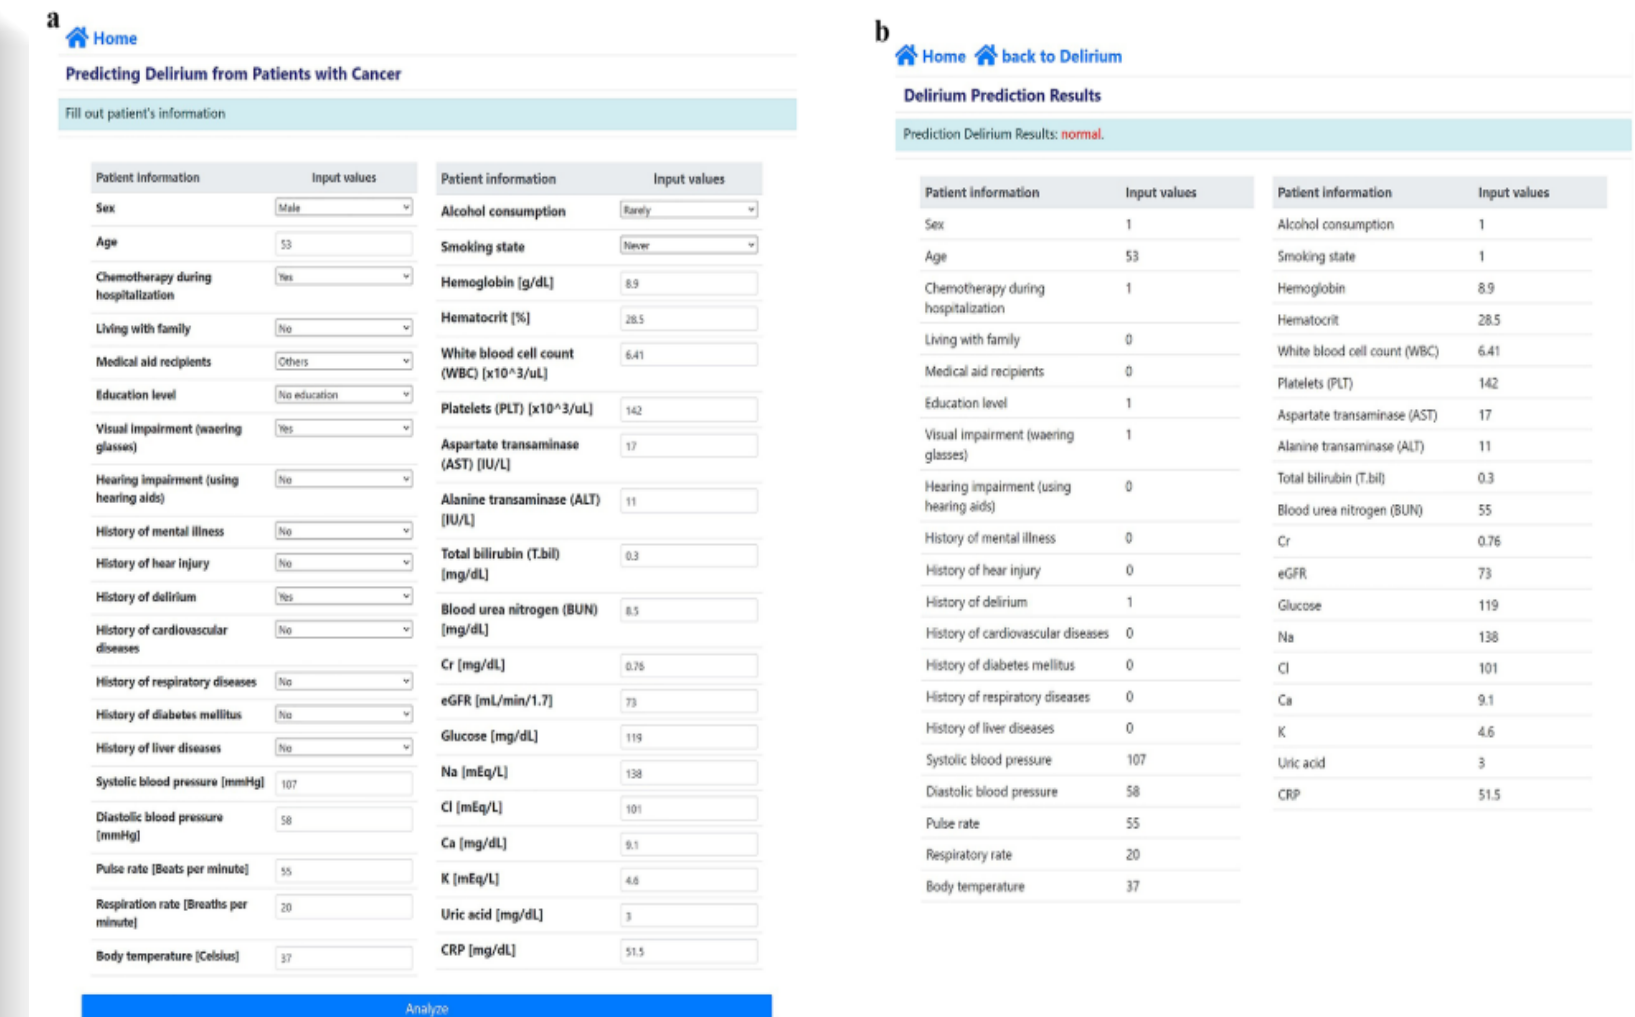 a
Home
Predicting Delirium from Patients with Cancer
Fill out patient's information
Patient information Input values
Sex Male
Age 53
Chemotherapy during
hospitalization Yes
Living with family No
Medical aid recipients Others
Education level No education
Visual impairment (waering
glasses) Yes
Hearing impairment (using
hearing aids) No
History of mental illness No
History of hear injury No
History of delirium Yes
History of cardiovascular
diseases No
History of respiratory diseases No
History of diabetes mellitus No
History of liver diseases No
Systolic blood pressure [mmHg] 107
Diastolic blood pressure
[mmHg] 58
Pulse rate [Beats per minute] 55
Respiration rate [Breaths per
minute] 20
Body temperature [Celsius] 37
Patient information Input values
Alcohol consumption Rarely
Smoking state Never
Hemoglobin [g/dL] 8.9
Hematocrit [%] 28.5
White blood cell count
(WBC) [x10^3/uL] 6.41
Platelets (PLT) [x10^3/uL] 142
Aspartate transaminase
(AST) [IU/L] 17
Alanine transaminase (ALT)
[IU/L] 11
Total bilirubin (T.bil)
[mg/dL] 0.3
Blood urea nitrogen (BUN)
[mg/dL] 8.5
Cr [mg/dL] 0.76
eGFR [mL/min/1.7] 73
Glucose [mg/dL] 119
Na [mEq/L] 138
Cl [mEq/L] 101
Ca [mg/dL] 9.1
K [mEq/L] 4.6
Uric acid [mg/dL] 3
CRP [mg/dL] 51.5
Analyze
b
Home back to Delirium
Delirium Prediction Results
Prediction Delirium Results: normal.
Patient information Input values
Sex 1
Age 53
Chemotherapy during 1
hospitalization
Living with family 0
Medical aid recipients 0
Education level 1
Visual impairment (waering 1
glasses)
Hearing impairment (using 0
hearing aids)
History of mental illness 0
History of hear injury 0
History of delirium 1
History of cardiovascular diseases 0
History of diabetes mellitus 0
History of respiratory diseases 0
History of liver diseases 0
Systolic blood pressure 107
Diastolic blood pressure 58
Pulse rate 55
Respiratory rate 20
Body temperature 37
Patient information Input values
Alcohol consumption 1
Smoking state 1
Hemoglobin 8.9
Hematocrit 28.5
White blood cell count (WBC) 6.41
Platelets (PLT) 142
Aspartate transaminase (AST) 17
Alanine transaminase (ALT) 11
Total bilirubin (T.bil) 0.3
Blood urea nitrogen (BUN) 55
Cr 0.76
eGFR 73
Glucose 119
Na 138
Cl 101
Ca 9.1
K 4.6
Uric acid 3
CRP 51.5